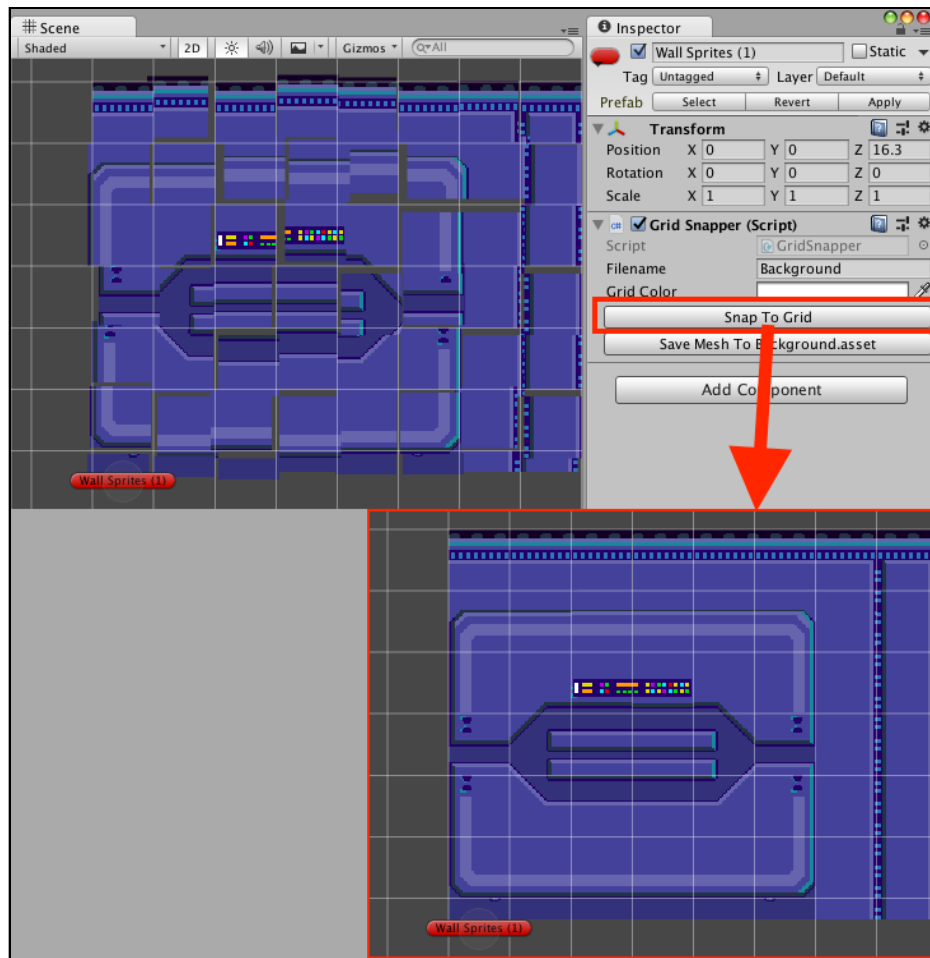 Scene
Shaded 2D Gizmos All
Wall Sprites (1)
Inspector
Wall Sprites (1) Static
Tag Untagged Layer Default
Prefab Select Revert Apply
Transform
Position X 0 Y 0 Z 16.3
Rotation X 0 Y 0 Z 0
Scale X 1 Y 1 Z 1
C# Grid Snapper (Script)
Script GridSnapper
Filename Background
Grid Color
Snap To Grid
Save Mesh To Background.asset
Add Component
Wall Sprites (1)